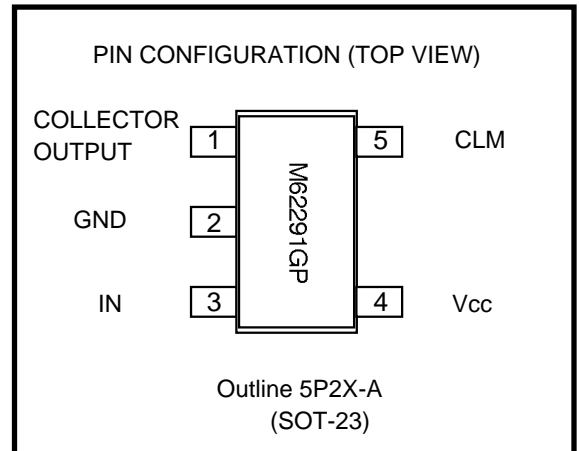 PIN CONFIGURATION (TOP VIEW)
COLLECTOR
OUTPUT
1
5
CLM
GND
2
M62291GP
IN
3
4
Vcc
Outline 5P2X-A
(SOT-23)